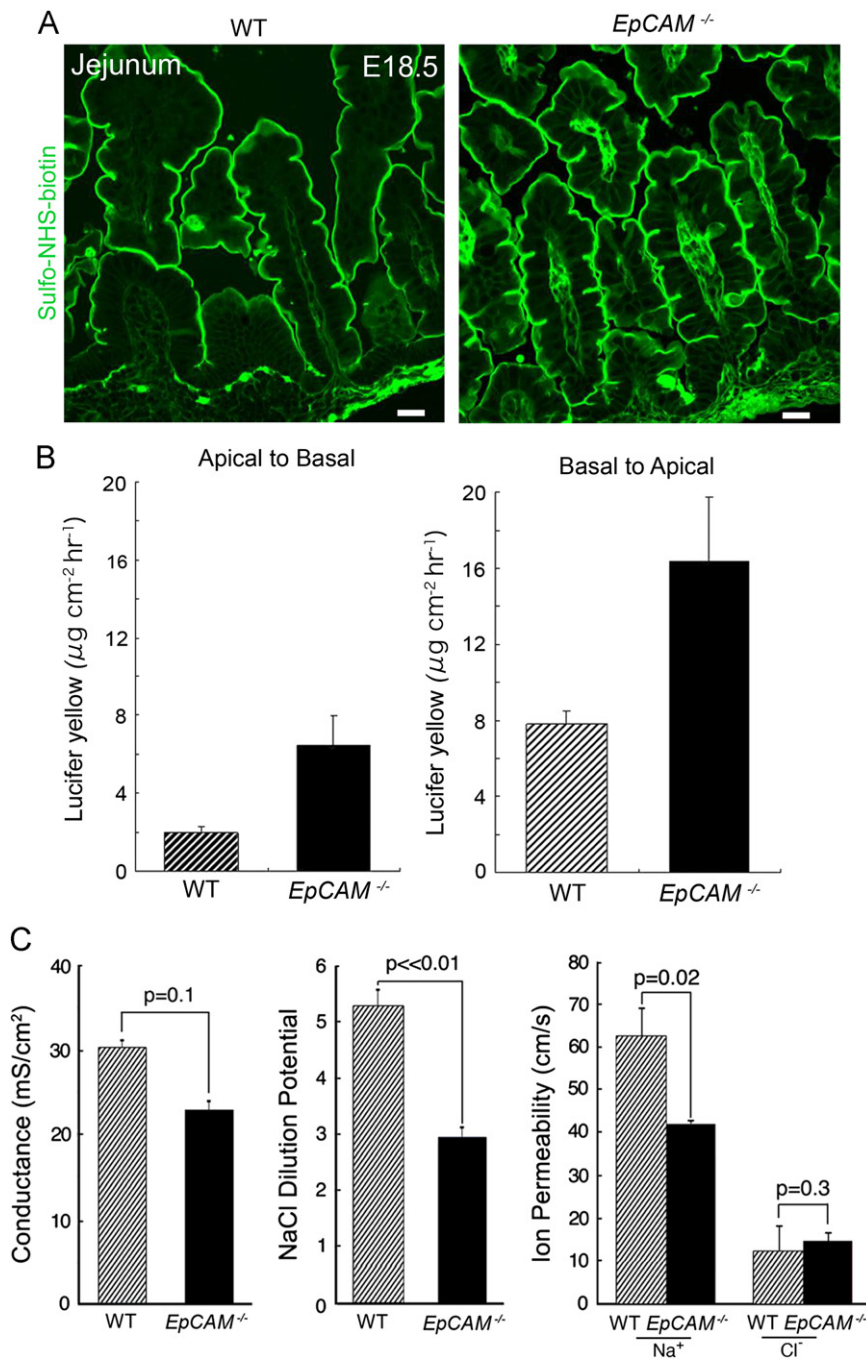 A
WT
EpCAM -/-
Jejunum
E18.5
Sulfo-NHS-biotin
B
Apical to Basal
Basal to Apical
Lucifer yellow (μg cm-2 hr-1)
20
16
12
8
4
0
WT
EpCAM -/-
Lucifer yellow (μg cm-2 hr-1)
20
16
12
8
4
0
WT
EpCAM -/-
C
Conductance (mS/cm²)
40
30
20
10
0
p=0.1
WT
EpCAM-/-
NaCl Dilution Potential
6
5
4
3
2
1
0
p<<0.01
WT
EpCAM-/-
Ion Permeability (cm/s)
80
70
60
50
40
30
20
10
0
p=0.02
p=0.3
WT EpCAM-/- WT EpCAM-/-
Na+ Cl-